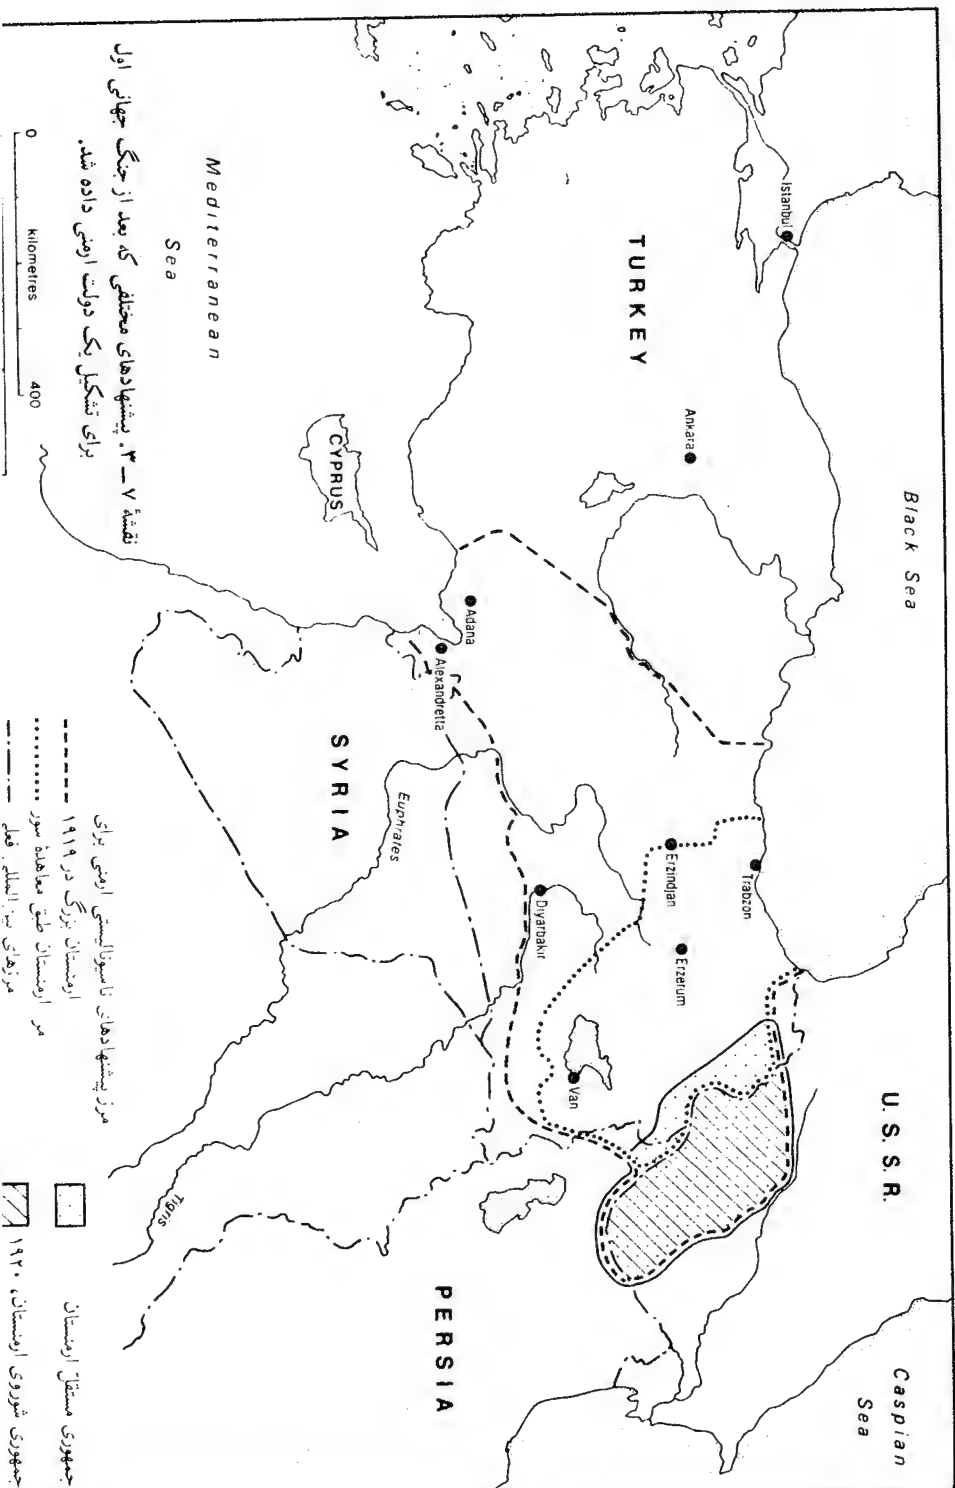 Black Sea
U. S. S. R.
Caspian
Sea
Istanbul
TURKEY
Ankara
Trabzon
Erzindjan
Erzerum
Van
Diyarbakir
Adana
Alexandretta
Mediterranean
Sea
CYPRUS
SYRIA
Euphrates
Tigris
PERSIA
نقشهٔ ۷ — ۳. پیشنهادهای مختلفی که بعد از جنگ جهانی اول
برای تشکیل یک دولت ارمنی داده شد.
0 kilometres 400
مرز پیشنهادهای ناسیونالیستی ارمنی برای
ارمنستان بزرگ در ۱۹۱۹
مرز ارمنستان طبق معاهدهٔ سور
مرزهای بین‌المللی فعلی
جمهوری مستقل ارمنستان
جمهوری شوروی ارمنستان، ۱۹۲۰